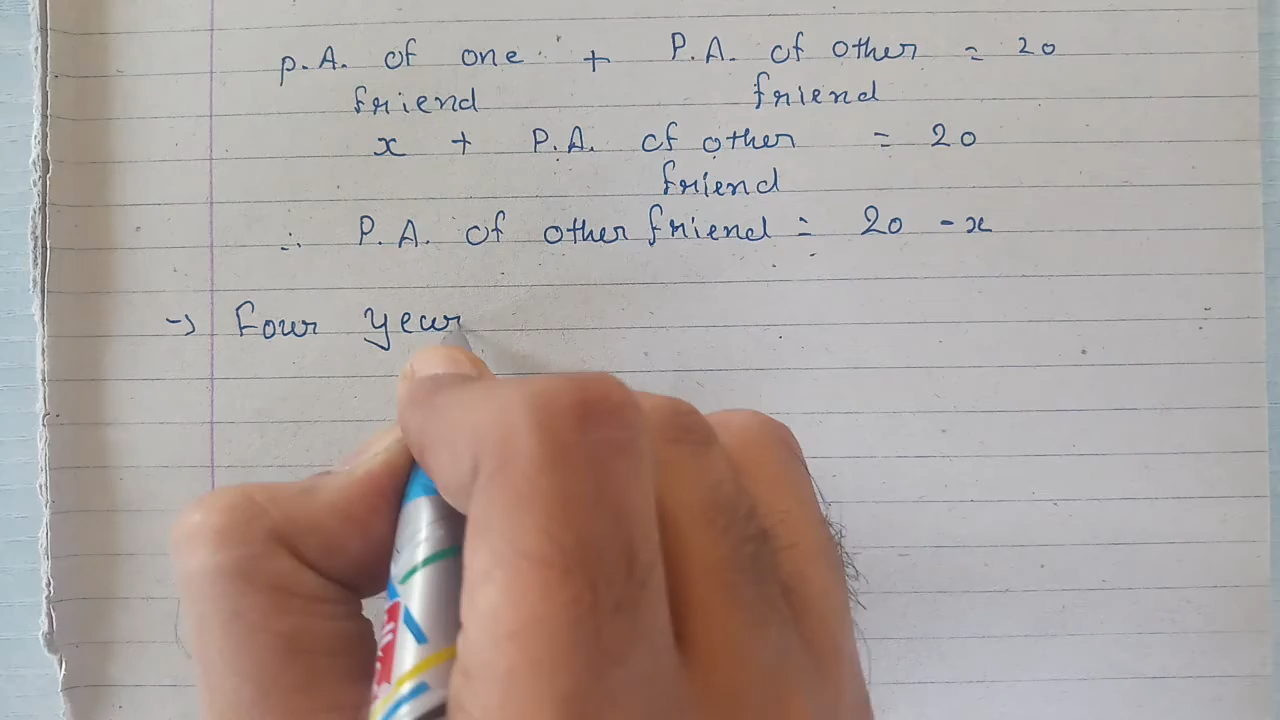 P.A. of one + P.A. of other = 20
friend friend
x + P.A. of other = 20
friend
∴ P.A. of other friend = 20 - x
→ Four year